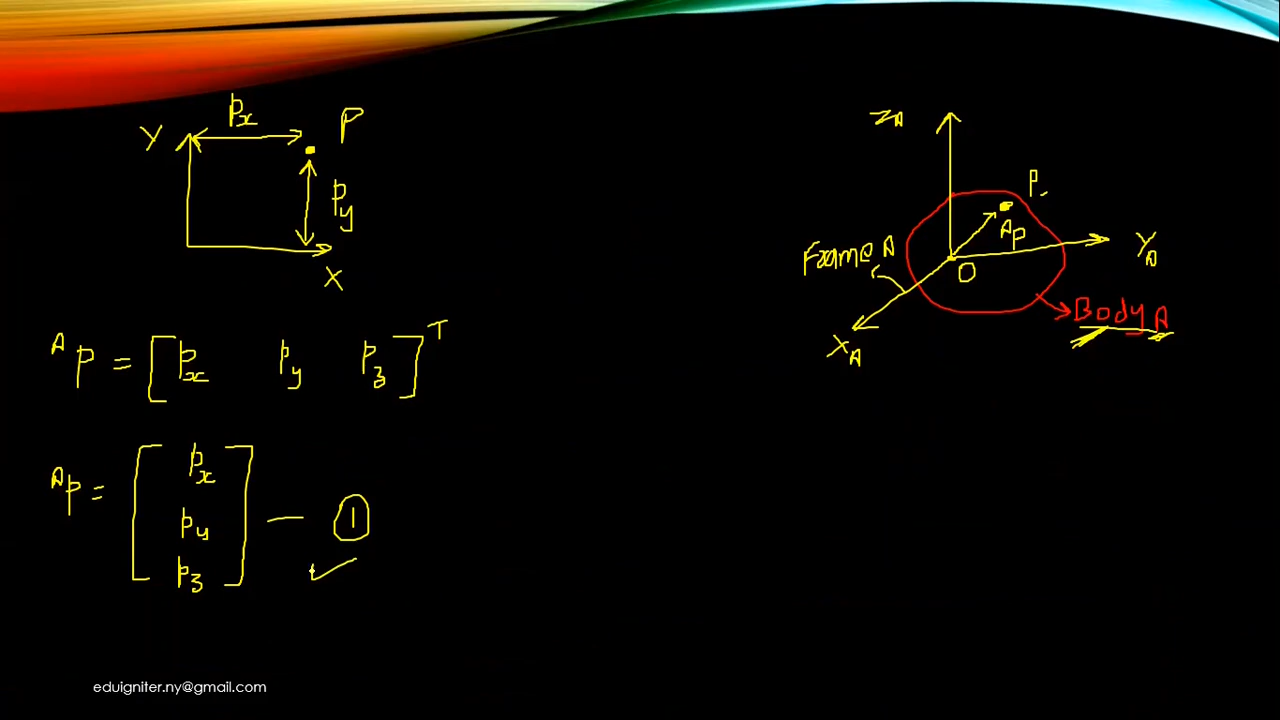 px
Y
P
py
X
ᴬp = [px py pz]ᵀ
ᴬp = [px
py
pz] — ①
ZA
P
ᴬp
YA
Frame A
O
Body A
XA
eduigniter.ny@gmail.com